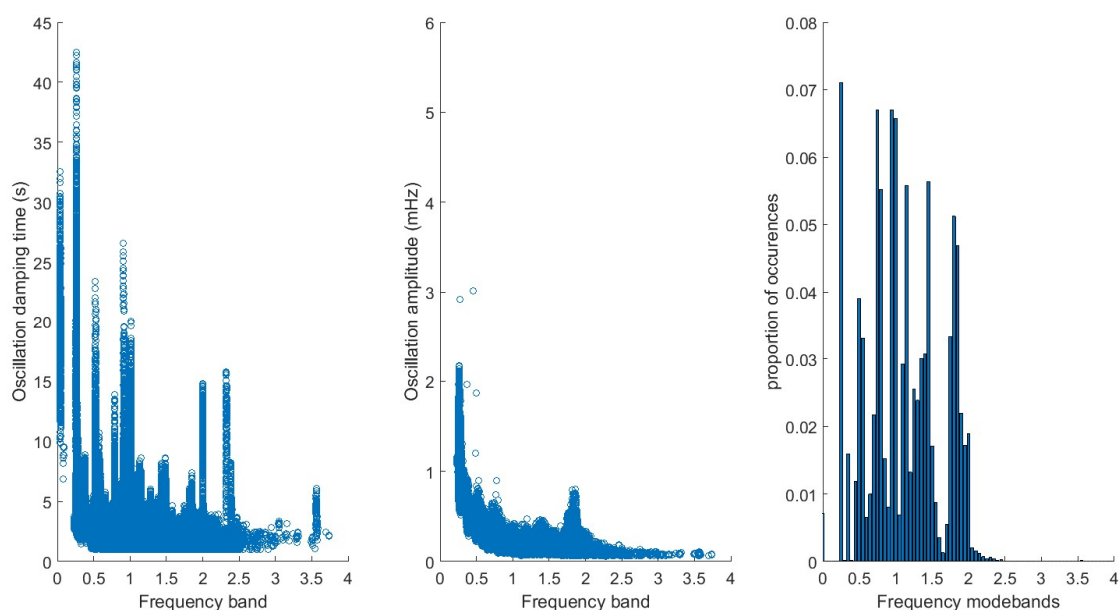 45
40
35
30
25
20
15
10
5
0
0 0.5 1 1.5 2 2.5 3 3.5 4
Oscillation damping time (s)
Frequency band
6
5
4
3
2
1
0
0 0.5 1 1.5 2 2.5 3 3.5 4
Oscillation amplitude (mHz)
Frequency band
0.08
0.07
0.06
0.05
0.04
0.03
0.02
0.01
0
0 0.5 1 1.5 2 2.5 3 3.5 4
proportion of occurences
Frequency modebands